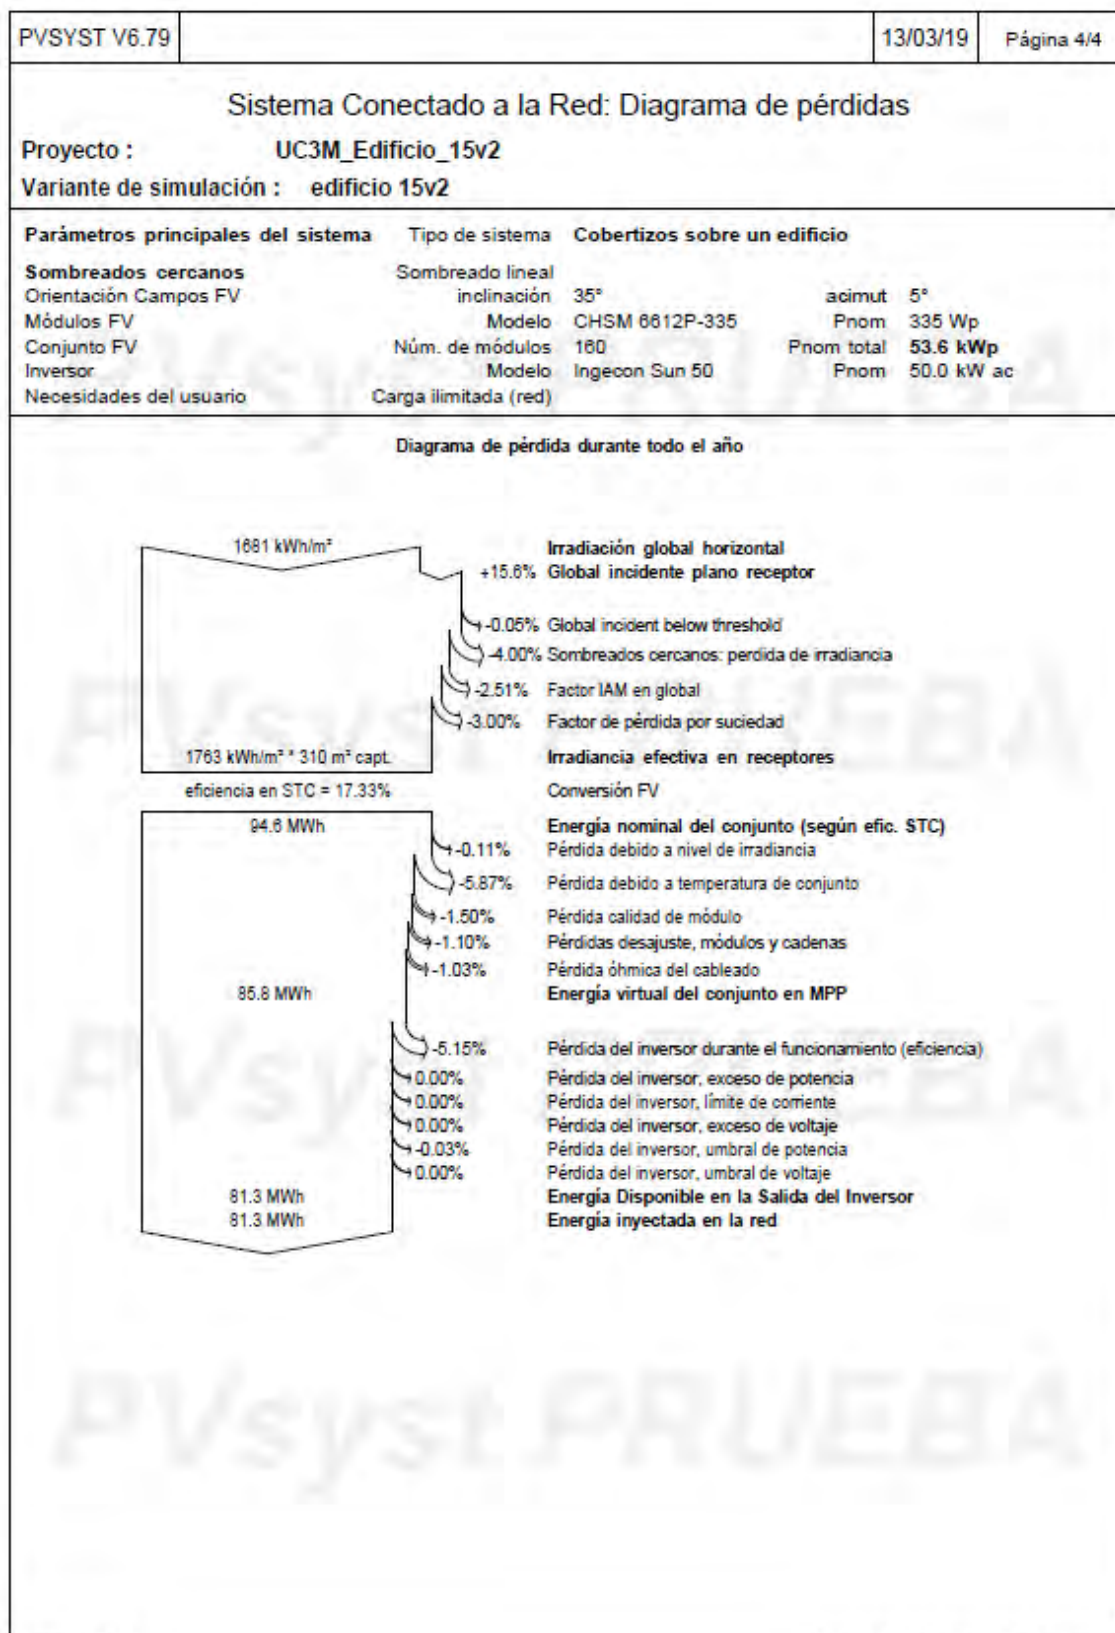 PVSYST V6.79 13/03/19 Página 4/4
Sistema Conectado a la Red: Diagrama de pérdidas
Proyecto : UC3M_Edificio_15v2
Variante de simulación : edificio 15v2
Parámetros principales del sistema Tipo de sistema Cobertizos sobre un edificio
Sombreados cercanos Sombreado lineal
Orientación Campos FV inclinación 35° acimut 5°
Módulos FV Modelo CHSM 6612P-335 Pnom 335 Wp
Conjunto FV Núm. de módulos 160 Pnom total 53.6 kWp
Inversor Modelo Ingecon Sun 50 Pnom 50.0 kW ac
Necesidades del usuario Carga ilimitada (red)
Diagrama de pérdida durante todo el año
1681 kWh/m² Irradiación global horizontal
+15.6% Global incidente plano receptor
-0.05% Global incident below threshold
-4.00% Sombreados cercanos: perdida de irradiancia
-2.51% Factor IAM en global
-3.00% Factor de pérdida por suciedad
1763 kWh/m² * 310 m² capt. Irradiancia efectiva en receptores
eficiencia en STC = 17.33% Conversión FV
94.6 MWh Energía nominal del conjunto (según efic. STC)
-0.11% Pérdida debido a nivel de irradiancia
-5.87% Pérdida debido a temperatura de conjunto
-1.50% Pérdida calidad de módulo
-1.10% Pérdidas desajuste, módulos y cadenas
-1.03% Pérdida óhmica del cableado
85.8 MWh Energía virtual del conjunto en MPP
-5.15% Pérdida del inversor durante el funcionamiento (eficiencia)
0.00% Pérdida del inversor, exceso de potencia
0.00% Pérdida del inversor, límite de corriente
0.00% Pérdida del inversor, exceso de voltaje
-0.03% Pérdida del inversor, umbral de potencia
0.00% Pérdida del inversor, umbral de voltaje
81.3 MWh Energía Disponible en la Salida del Inversor
81.3 MWh Energía inyectada en la red
PVsyst PRUEBA
PVsyst PRUEBA
PVsyst PRUEBA
PVsyst PRUEBA